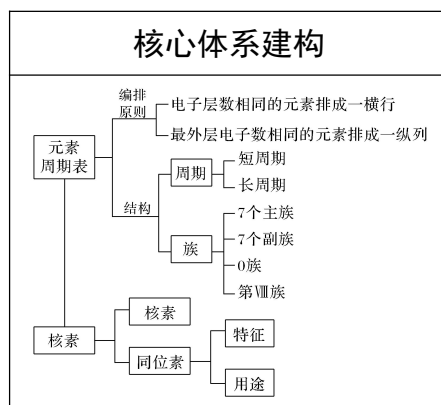 核心体系建构
编排
原则
电子层数相同的元素排成一横行
最外层电子数相同的元素排成一纵列
元素
周期表
结构
周期
短周期
长周期
族
7个主族
7个副族
0族
第Ⅷ族
核素
核素
同位素
特征
用途